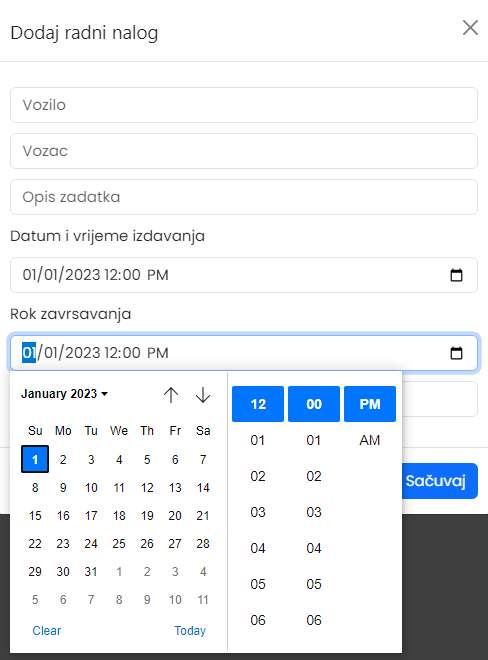 Dodaj radni nalog
Vozilo
Vozac
Opis zadatka
Datum i vrijeme izdavanja
01/01/2023 12:00 PM
Rok zavrsavanja
01/01/2023 12:00 PM
January 2023
Su Mo Tu We Th Fr Sa
1 2 3 4 5 6 7
8 9 10 11 12 13 14
15 16 17 18 19 20 21
22 23 24 25 26 27 28
29 30 31 1 2 3 4
5 6 7 8 9 10 11
Clear Today
12 00 PM
01 01 AM
02 02
03 03
04 04
05 05
06 06
Sačuvaj